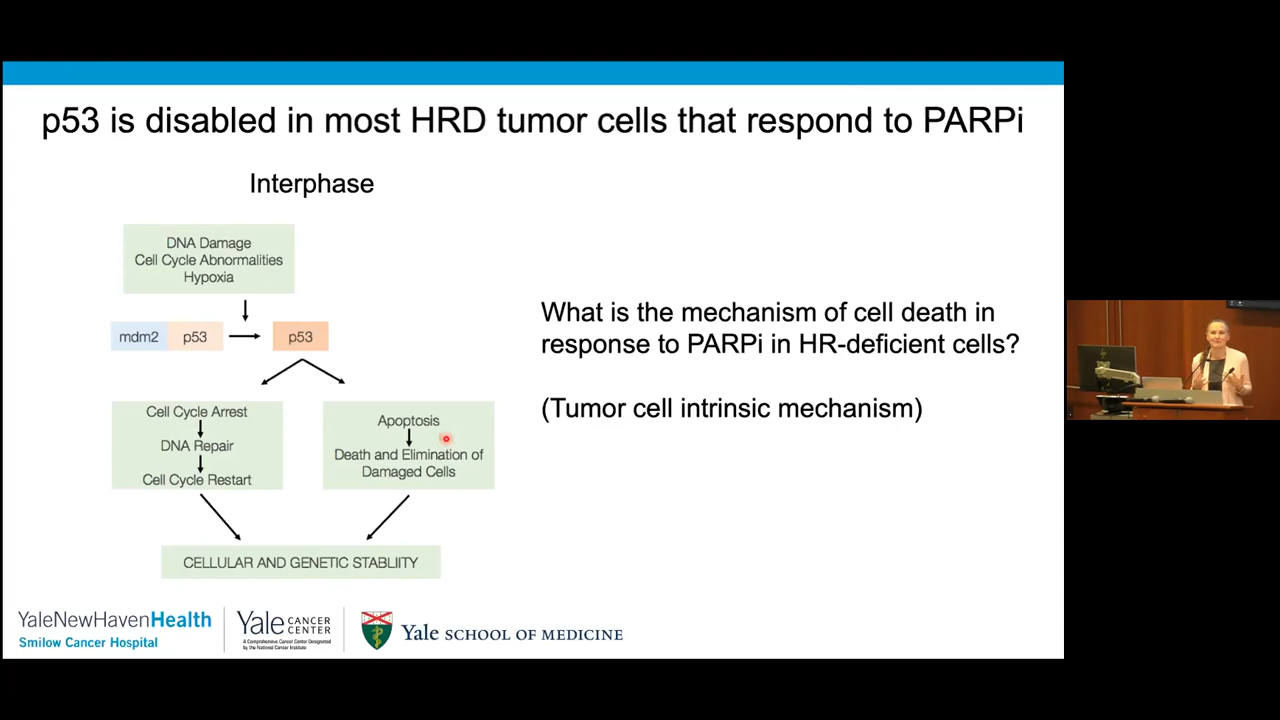 p53 is disabled in most HRD tumor cells that respond to PARPi
Interphase
DNA Damage
Cell Cycle Abnormalities
Hypoxia
mdm2
p53
p53
Cell Cycle Arrest
DNA Repair
Cell Cycle Restart
Apoptosis
Death and Elimination of
Damaged Cells
CELLULAR AND GENETIC STABLIITY
What is the mechanism of cell death in
response to PARPi in HR-deficient cells?
(Tumor cell intrinsic mechanism)
YaleNewHavenHealth
Smilow Cancer Hospital
Yale CANCER
CENTER
A Comprehensive Cancer Center Designated
by the National Cancer Institute
Yale SCHOOL OF MEDICINE